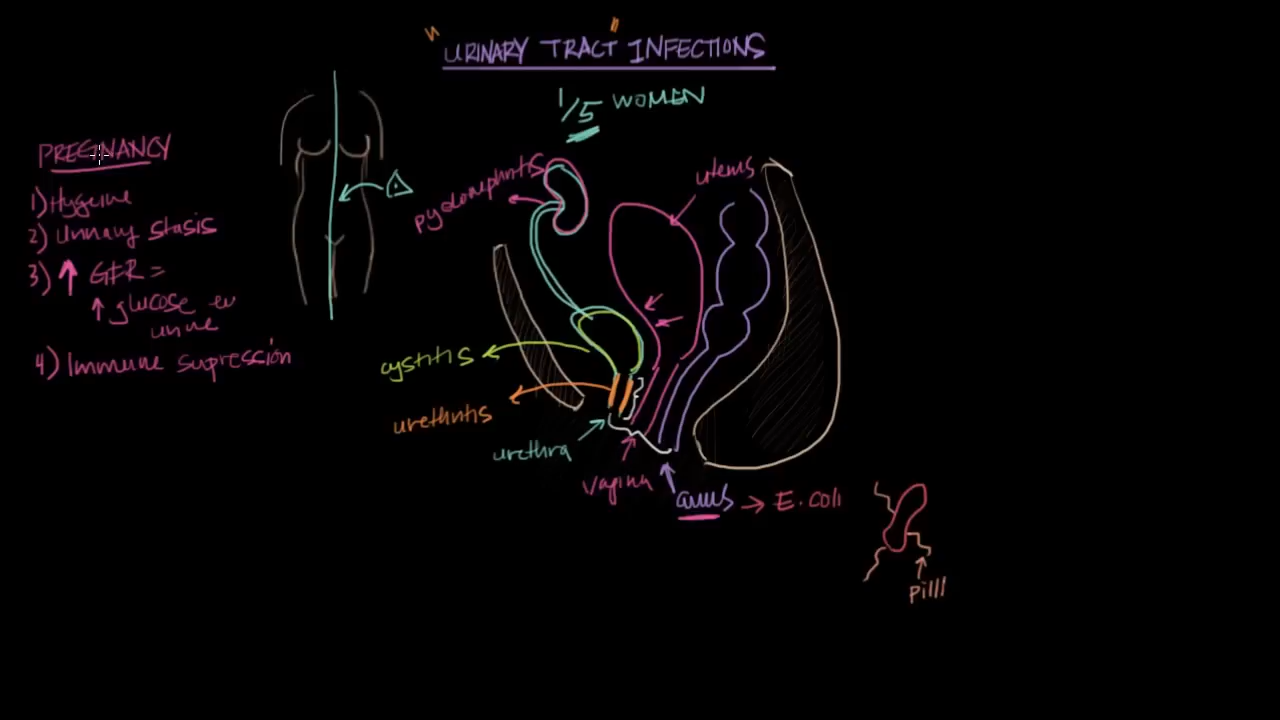 " URINARY TRACT " INFECTIONS
1/5 WOMEN
PREGNANCY
1) Hygeine
2) Urinary stasis
3) ↑ GFR =
↑ glucose in
urine
4) Immune supression
pyelonephritis
uterus
cystitis
urethritis
urethra
vagina
anus → E. coli
pilli